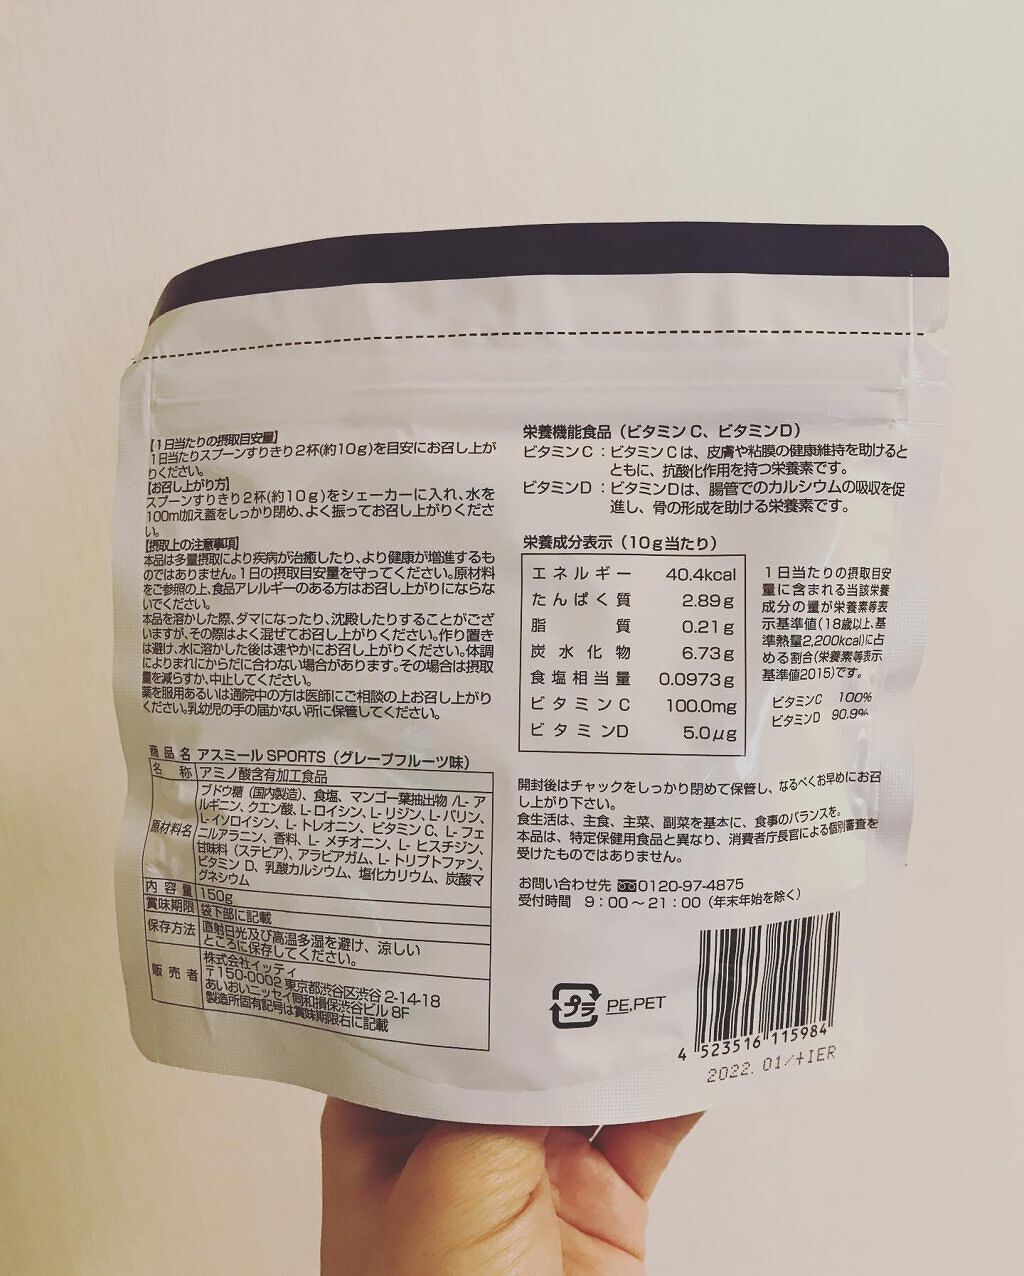 【1日当たりの摂取目安量】
1日当たりスプーンすりきり2杯(約10g)を目安にお召し上が
りください。
【お召し上がり方】
スプーンすりきり2杯(約10g)をシェーカーに入れ、水を
100ml加え蓋をしっかり閉め、よく振ってお召し上がりくださ
い。
【摂取上の注意事項】
本品は多量摂取により疾病が治癒したり、より健康が増進するも
のではありません。1日の摂取目安量を守ってください。原材料
をご参照の上、食品アレルギーのある方はお召し上がりにならな
いでください。
本品を溶かした際、ダマになったり、沈殿したりすることがござ
いますが、その際はよく混ぜてお召し上がりください。作り置き
は避け、水に溶かした後は速やかにお召し上がりください。体調
によりまれにからだに合わない場合があります。その場合は摂取
量を減らすか、中止してください。
薬を服用あるいは通院中の方は医師にご相談の上お召し上がり
ください。乳幼児の手の届かない所に保管してください。
商品名 アスミール SPORTS（グレープフルーツ味）
名称 アミノ酸含有加工食品
原材料名 ブドウ糖（国内製造）、食塩、マンゴー葉抽出物 /L- ア
ルギニン、クエン酸、L- ロイシン、L- リジン、L- バリン、
L- イソロイシン、L- トレオニン、ビタミン C、L- フェ
ニルアラニン、香料、L- メチオニン、L- ヒスチジン、
甘味料（ステビア）、アラビアガム、L- トリプトファン、
ビタミン D、乳酸カルシウム、塩化カリウム、炭酸マ
グネシウム
内容量 150g
賞味期限 袋下部に記載
保存方法 直射日光及び高温多湿を避け、涼しい
ところに保存してください。
販売者 株式会社イッティ
〒150-0002 東京都渋谷区渋谷 2-14-18
あいおいニッセイ同和損保渋谷ビル 8F
製造所固有記号は賞味期限右に記載
栄養機能食品（ビタミン C、ビタミンD）
ビタミンC：ビタミン C は、皮膚や粘膜の健康維持を助けると
ともに、抗酸化作用を持つ栄養素です。
ビタミンD：ビタミンDは、腸管でのカルシウムの吸収を促
進し、骨の形成を助ける栄養素です。
栄養成分表示（10g当たり）
エネルギー 40.4kcal
たんぱく質 2.89g
脂質 0.21g
炭水化物 6.73g
食塩相当量 0.0973g
ビタミンC 100.0mg
ビタミンD 5.0μg
1日当たりの摂取目安
量に含まれる当該栄養
成分の量が栄養素等表
示基準値(18歳以上、基
準熱量2,200kcal)に占
める割合(栄養素等表示
基準値2015)です。
ビタミンC 100%
ビタミンD 90.9%
開封後はチャックをしっかり閉めて保管し、なるべくお早めにお召
し上がり下さい。
食生活は、主食、主菜、副菜を基本に、食事のバランスを。
本品は、特定保健用食品と異なり、消費者庁長官による個別審査を
受けたものではありません。
お問い合わせ先 0120-97-4875
受付時間 9：00～21：00（年末年始を除く）
プラ PE,PET
4 523516 115984
2022. 01/+IER